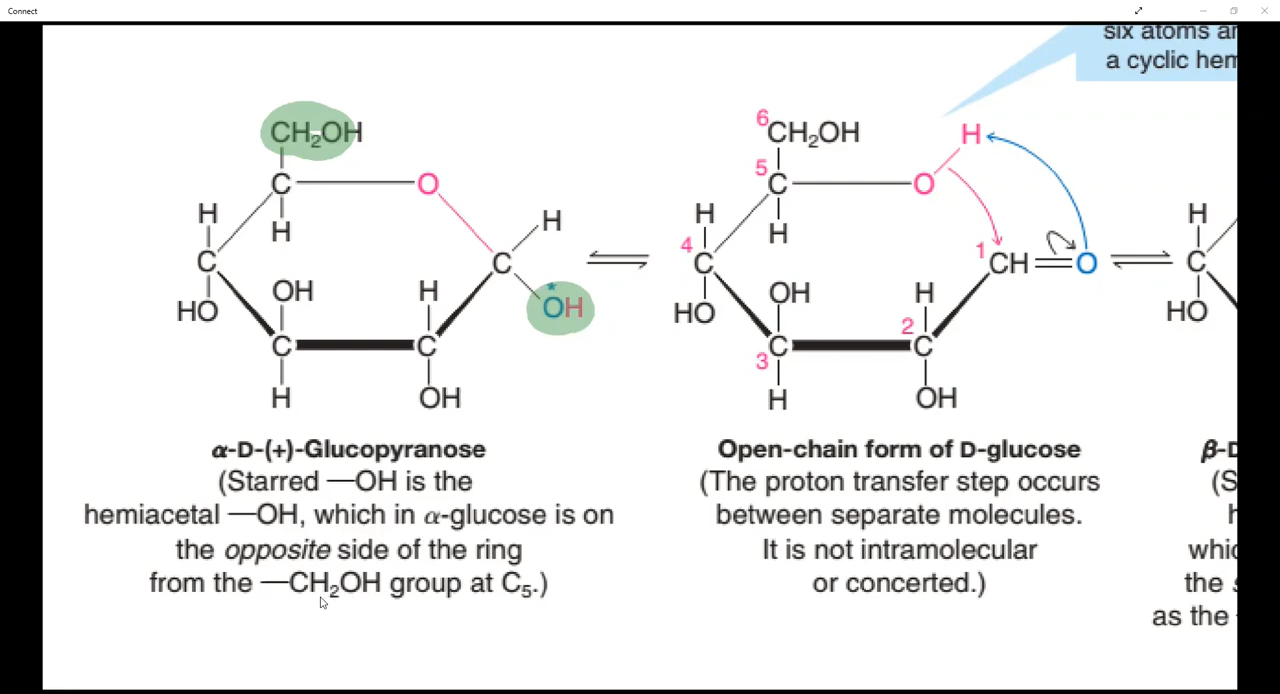 Connect
six atoms ar
a cyclic hem
CH₂OH
C
O
H
H
H
C
C
HO
OH
H
OH
C
C
H
OH
6
CH₂OH
H
5
C
O
H
H
4
C
1
CH
O
HO
OH
H
2
3
C
C
H
OH
H
C
HO
α-D-(+)-Glucopyranose
(Starred —OH is the
hemiacetal —OH, which in α-glucose is on
the opposite side of the ring
from the —CH₂OH group at C₅.)
Open-chain form of D-glucose
(The proton transfer step occurs
between separate molecules.
It is not intramolecular
or concerted.)
β-D
(S
h
whic
the s
as the